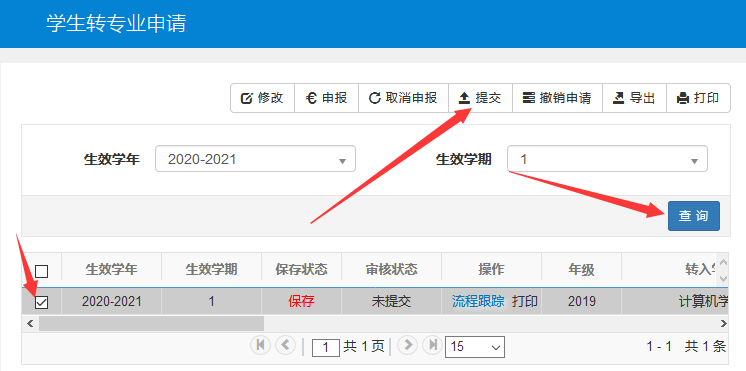 学生转专业申请
修改 申报 取消申报 提交 撤销申请 导出 打印
生效学年 2020-2021 生效学期 1
查 询
生效学年 生效学期 保存状态 审核状态 操作 年级 转入
2020-2021 1 保存 未提交 流程跟踪 打印 2019 计算机学
1 共 1 页 15 1 - 1 共 1 条